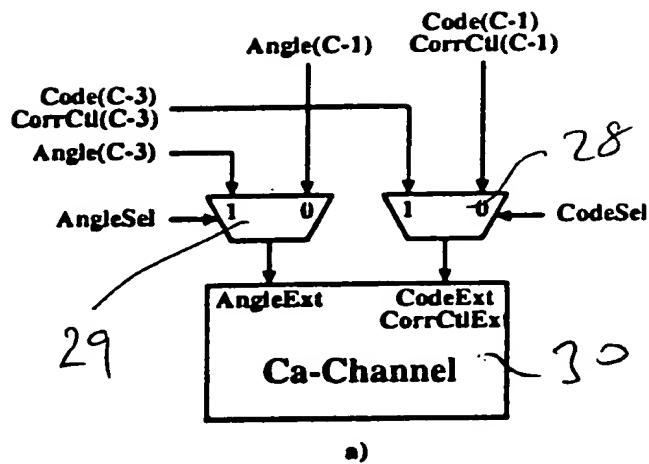 Code(C-1)
CorrCtl(C-1)
Angle(C-1)
Code(C-3)
CorrCtl(C-3)
Angle(C-3)
28
1 0
1 0
AngleSel
CodeSel
AngleExt
CodeExt
CorrCtlEx
29
Ca-Channel
30
a)